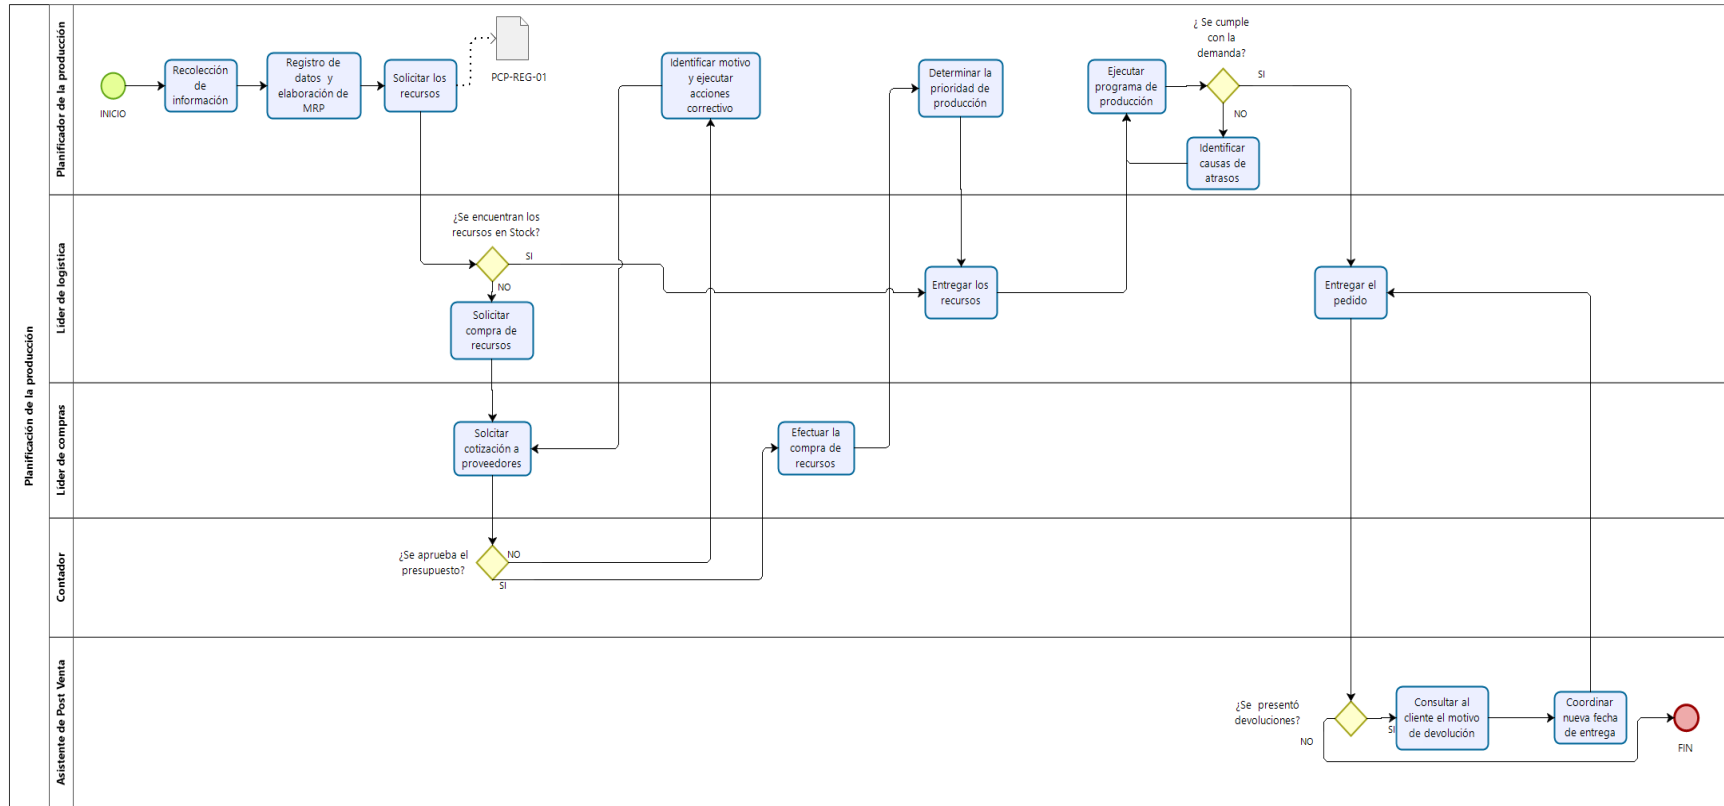 Planificación de la producción
Planificador de la producción
INICIO
Recolección
de
información
Registro de
datos y
elaboración de
MRP
Solicitar los
recursos
PCP-REG-01
Identificar motivo
y ejecutar
acciones
correctivo
Determinar la
prioridad de
producción
Ejecutar
programa de
producción
¿ Se cumple
con la
demanda?
SI
NO
Identificar
causas de
atrasos
Líder de logística
¿Se encuentran los
recursos en Stock?
SI
NO
Solicitar
compra de
recursos
Entregar los
recursos
Entregar el
pedido
Líder de compras
Solcitar
cotización a
proveedores
Efectuar la
compra de
recursos
Contador
¿Se aprueba el
presupuesto?
NO
SI
Asistente de Post Venta
¿Se presentó
devoluciones?
NO
SI
Consultar al
cliente el motivo
de devolución
Coordinar
nueva fecha
de entrega
FIN